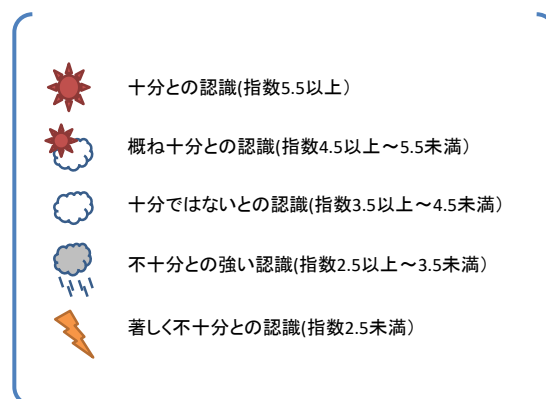 十分との認識(指数5.5以上)
概ね十分との認識(指数4.5以上～5.5未満)
十分ではないとの認識(指数3.5以上～4.5未満)
不十分との強い認識(指数2.5以上～3.5未満)
著しく不十分との認識(指数2.5未満)